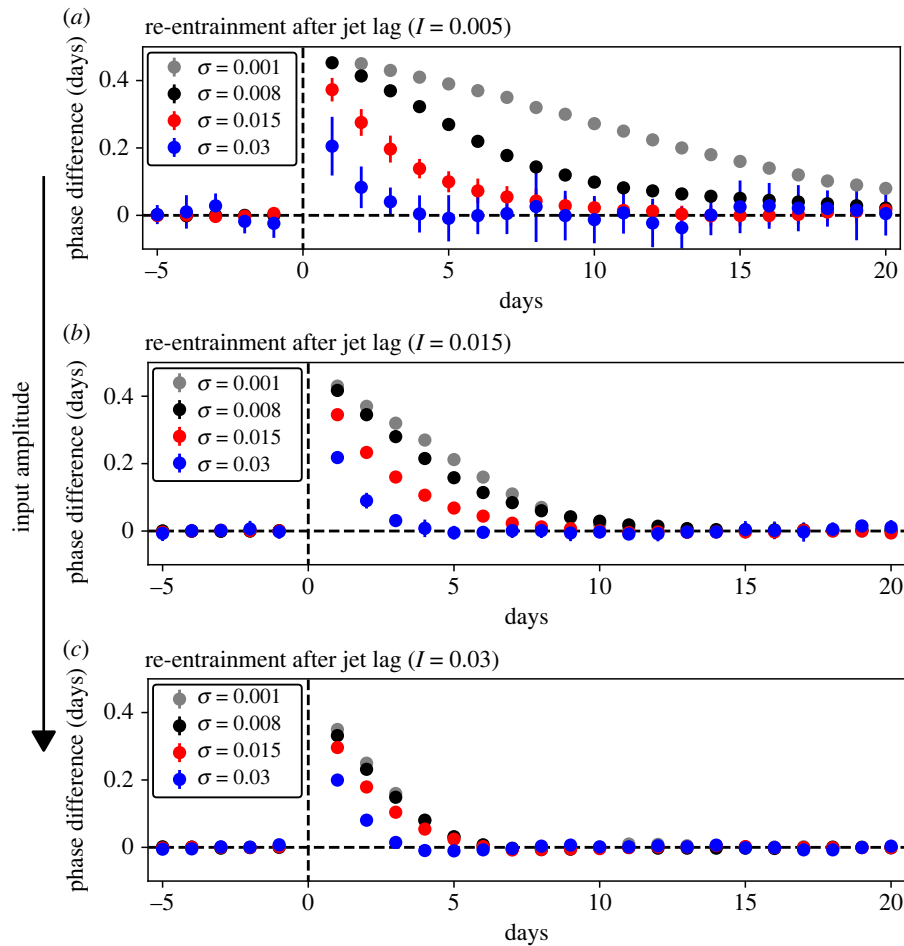 (a)
re-entrainment after jet lag (I = 0.005)
σ = 0.001
σ = 0.008
σ = 0.015
σ = 0.03
0.4
0.2
0
phase difference (days)
−5
0
5
10
15
20
days
input amplitude
(b)
re-entrainment after jet lag (I = 0.015)
σ = 0.001
σ = 0.008
σ = 0.015
σ = 0.03
0.4
0.2
0
phase difference (days)
−5
0
5
10
15
20
days
(c)
re-entrainment after jet lag (I = 0.03)
σ = 0.001
σ = 0.008
σ = 0.015
σ = 0.03
0.4
0.2
0
phase difference (days)
−5
0
5
10
15
20
days